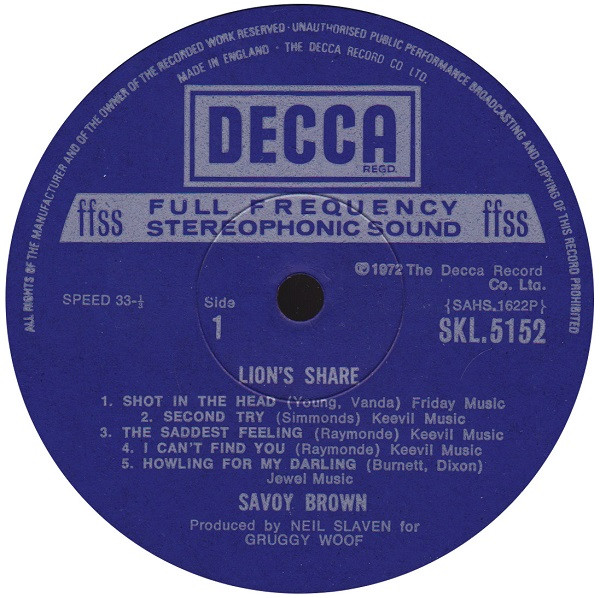 ALL RIGHTS OF THE MANUFACTURER AND OF THE OWNER OF THE RECORDED WORK RESERVED · UNAUTHORISED PUBLIC PERFORMANCE BROADCASTING AND COPYING OF THIS RECORD PROHIBITED
MADE IN ENGLAND · THE DECCA RECORD CO LTD.
DECCA
REGD.
ffss FULL FREQUENCY STEREOPHONIC SOUND ffss
℗1972 The Decca Record
Co. Ltd.
SPEED 33-⅓ Side {SAHS.1622P}
1 SKL.5152
LION'S SHARE
1. SHOT IN THE HEAD (Young, Vanda) Friday Music
2. SECOND TRY (Simmonds) Keevil Music
3. THE SADDEST FEELING (Raymonde) Keevil Music
4. I CAN'T FIND YOU (Raymonde) Keevil Music
5. HOWLING FOR MY DARLING (Burnett, Dixon)
Jewel Music
SAVOY BROWN
Produced by NEIL SLAVEN for
GRUGGY WOOF